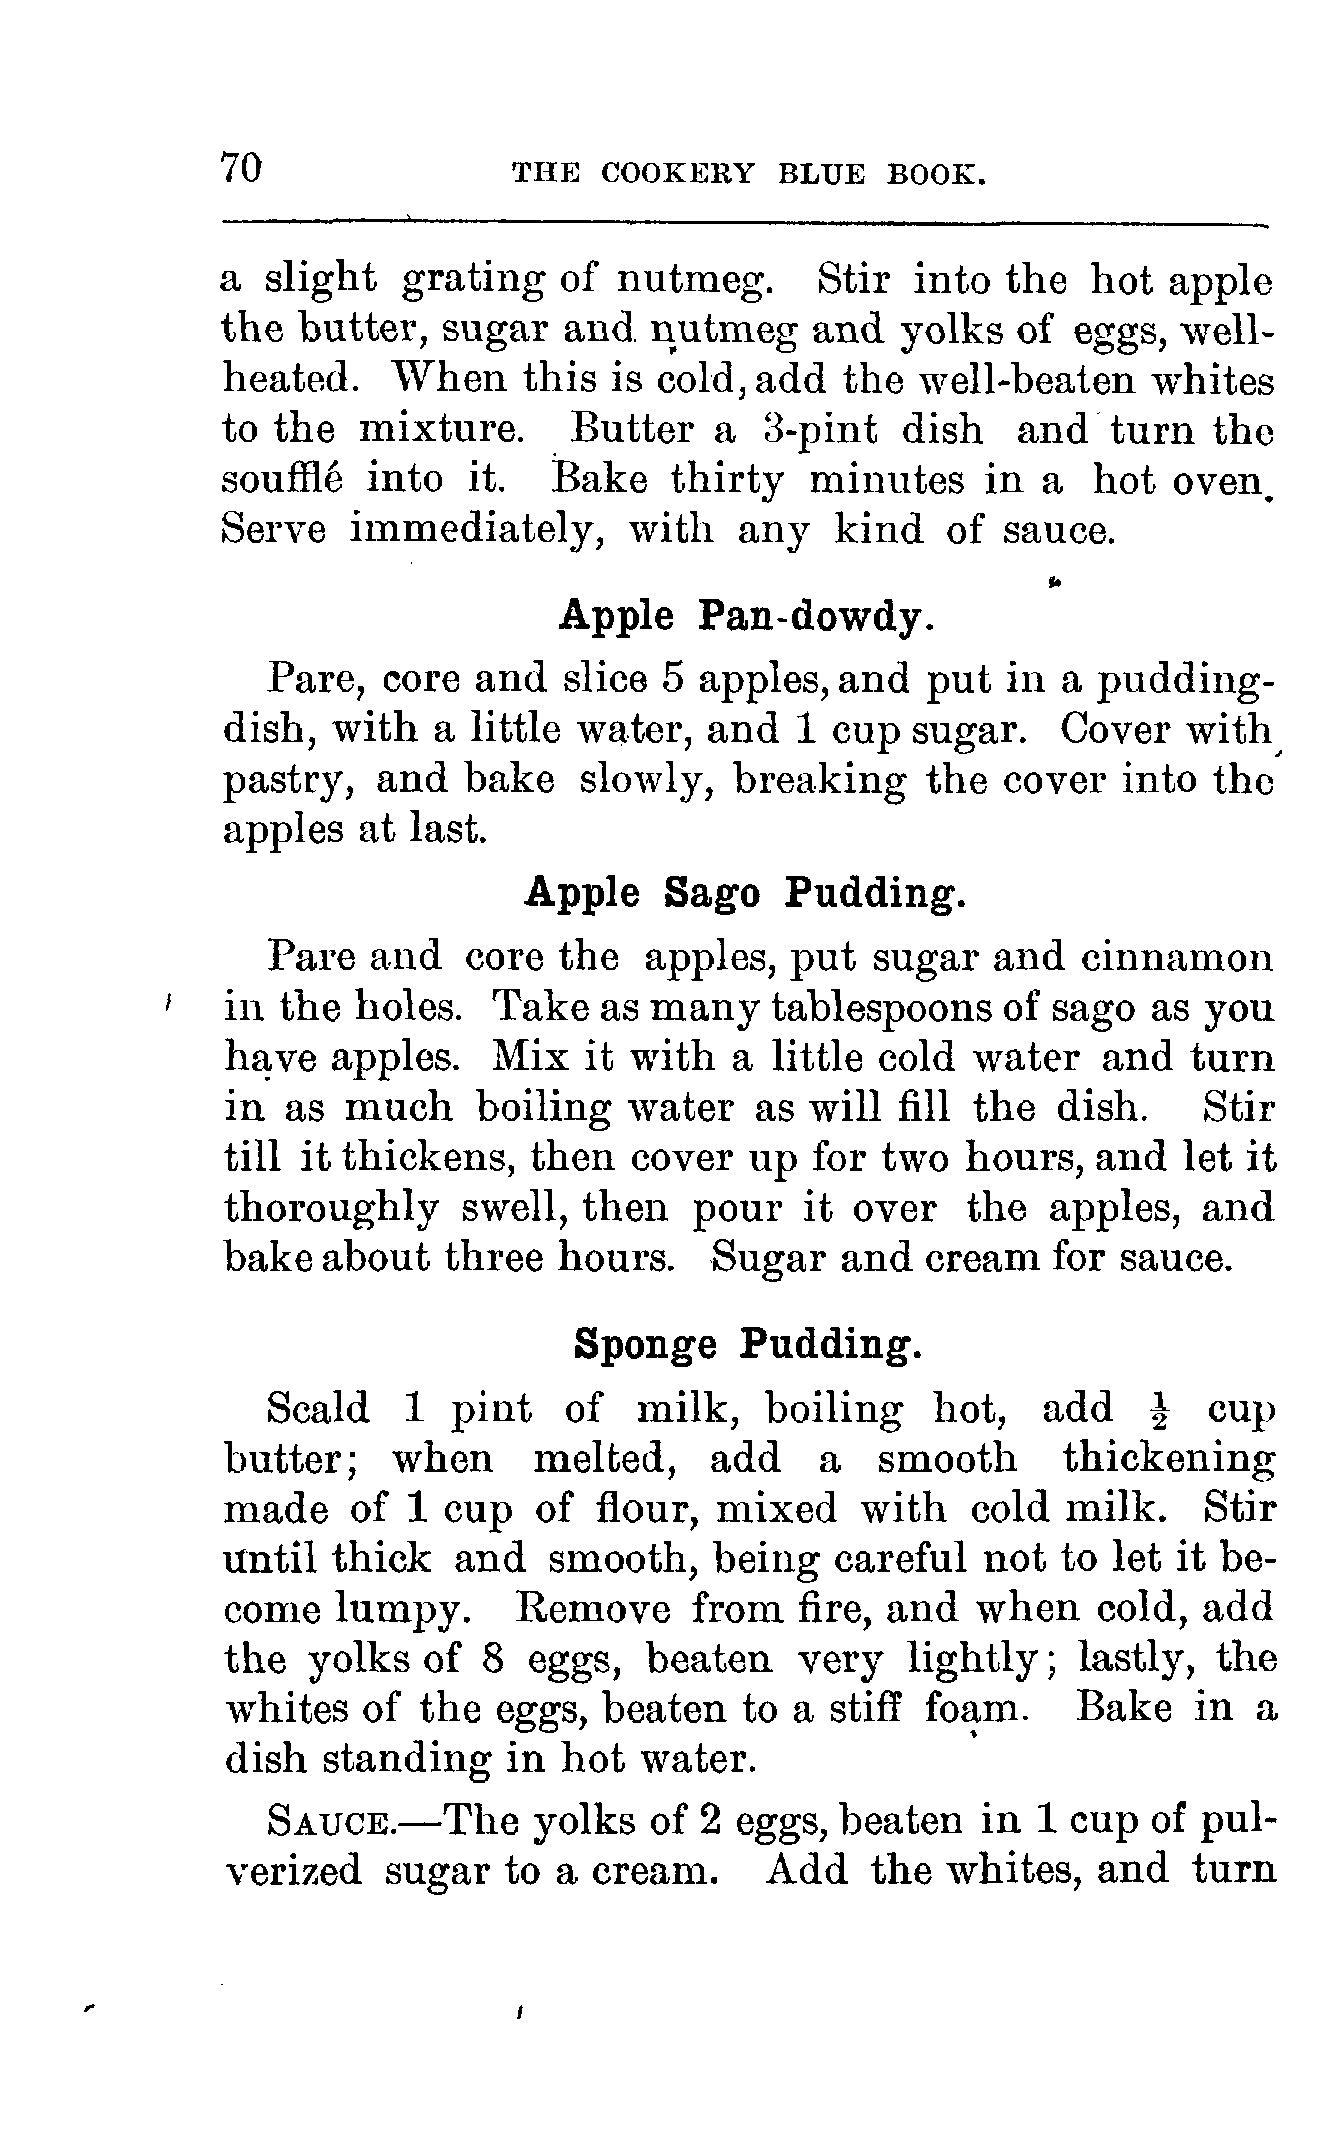 70 THE COOKERY BLUE BOOK.
a slight grating of nutmeg. Stir into the hot apple
the butter, sugar and nutmeg and yolks of eggs, well-
heated. When this is cold, add the well-beaten whites
to the mixture. Butter a 3-pint dish and turn the
soufflé into it. Bake thirty minutes in a hot oven.
Serve immediately, with any kind of sauce.
Apple Pan-dowdy.
Pare, core and slice 5 apples, and put in a pudding-
dish, with a little water, and 1 cup sugar. Cover with
pastry, and bake slowly, breaking the cover into the
apples at last.
Apple Sago Pudding.
Pare and core the apples, put sugar and cinnamon
in the holes. Take as many tablespoons of sago as you
have apples. Mix it with a little cold water and turn
in as much boiling water as will fill the dish. Stir
till it thickens, then cover up for two hours, and let it
thoroughly swell, then pour it over the apples, and
bake about three hours. Sugar and cream for sauce.
Sponge Pudding.
Scald 1 pint of milk, boiling hot, add ½ cup
butter; when melted, add a smooth thickening
made of 1 cup of flour, mixed with cold milk. Stir
until thick and smooth, being careful not to let it be-
come lumpy. Remove from fire, and when cold, add
the yolks of 8 eggs, beaten very lightly; lastly, the
whites of the eggs, beaten to a stiff foam. Bake in a
dish standing in hot water.
SAUCE.—The yolks of 2 eggs, beaten in 1 cup of pul-
verized sugar to a cream. Add the whites, and turn